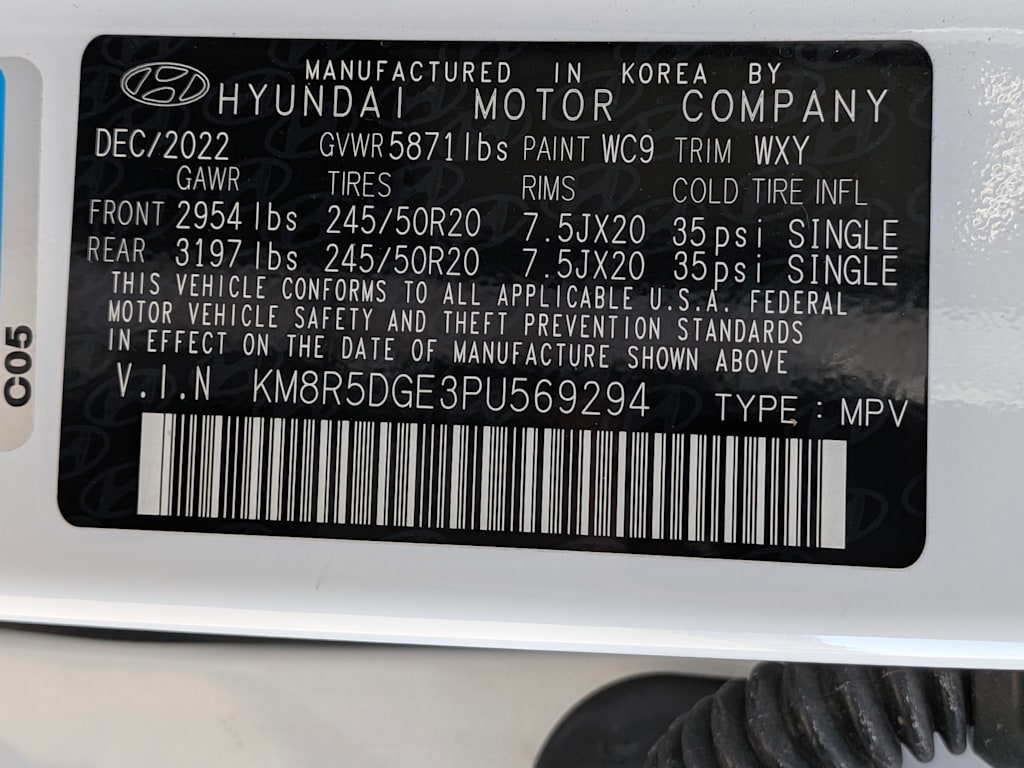 MANUFACTURED IN KOREA BY
HYUNDAI MOTOR COMPANY
DEC/2022 GVWR 5871lbs PAINT WC9 TRIM WXY
GAWR TIRES RIMS COLD TIRE INFL
FRONT 2954 lbs 245/50R20 7.5JX20 35psi SINGLE
REAR 3197 lbs 245/50R20 7.5JX20 35psi SINGLE
THIS VEHICLE CONFORMS TO ALL APPLICABLE U.S.A. FEDERAL
MOTOR VEHICLE SAFETY AND THEFT PREVENTION STANDARDS
IN EFFECT ON THE DATE OF MANUFACTURE SHOWN ABOVE
V.I.N KM8R5DGE3PU569294 TYPE : MPV
C05